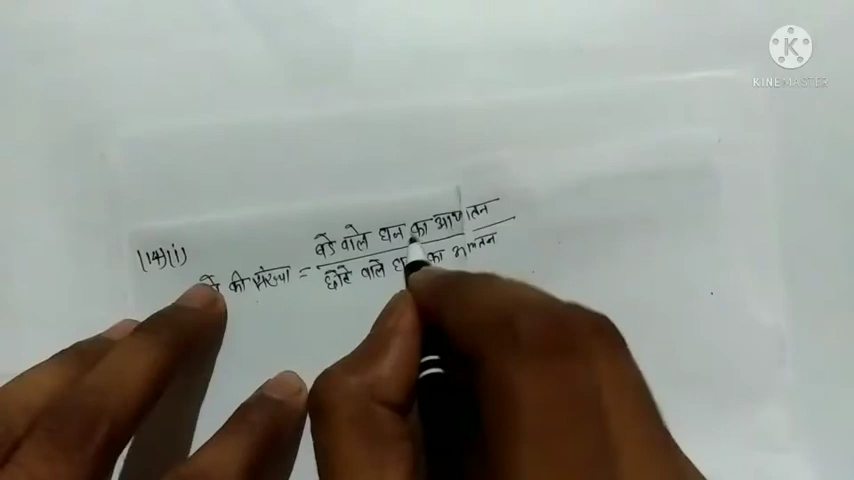 (14)(i)
की संख्या = बड़े वाले घन का आयतन
छोटे वाले का आयतन
KINEMASTER